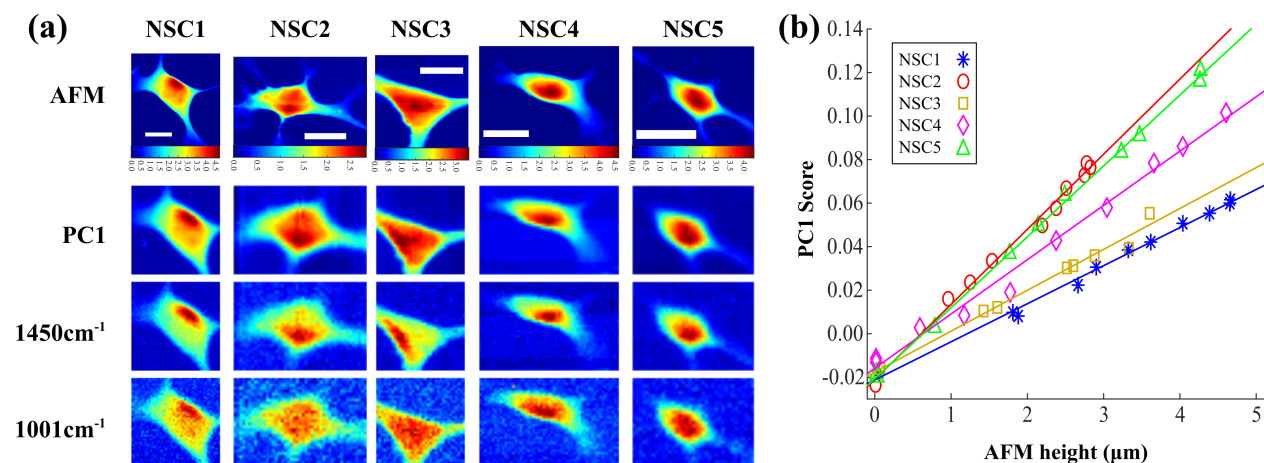 (a)
NSC1 NSC2 NSC3 NSC4 NSC5
AFM
0.0 0.5 1.0 1.5 2.0 2.5 3.0 3.5 4.0 4.5
0.0 0.5 1.0 1.5 2.0 2.5
0.0 0.5 1.0 1.5 2.0 2.5 3.0
0.0 0.5 1.0 1.5 2.0 2.5 3.0 3.5 4.0 4.5
0.0 0.5 1.0 1.5 2.0 2.5 3.0 3.5 4.0
PC1
1450cm⁻¹
1001cm⁻¹
(b)
0.14
0.12
0.10
0.08
0.06
0.04
0.02
0.00
-0.02
PC1 Score
NSC1
NSC2
NSC3
NSC4
NSC5
0 1 2 3 4 5
AFM height (µm)